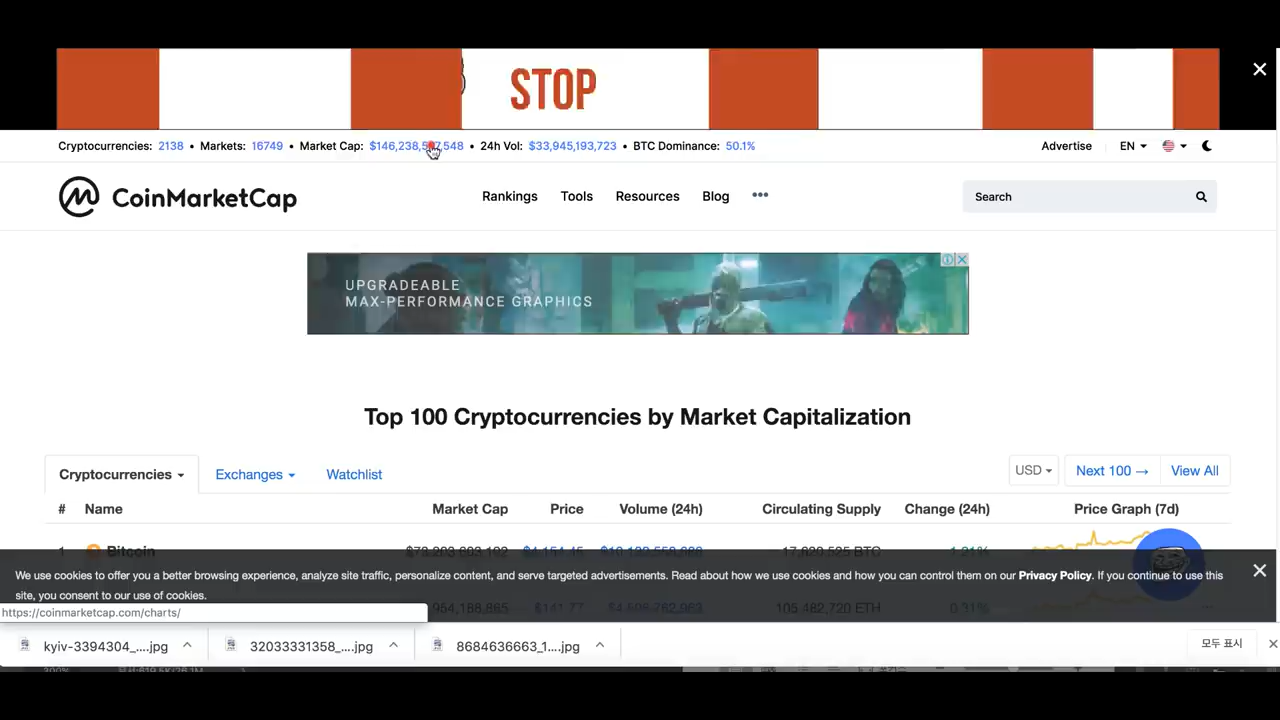 STOP
Cryptocurrencies: 2138 • Markets: 16749 • Market Cap: • 24h Vol: $33,945,193,723 • BTC Dominance: 50.1%
Advertise EN
CoinMarketCap
Rankings Tools Resources Blog •••
Search
UPGRADEABLE
MAX-PERFORMANCE GRAPHICS
Top 100 Cryptocurrencies by Market Capitalization
Cryptocurrencies Exchanges Watchlist
USD Next 100 → View All
# Name Market Cap Price Volume (24h) Circulating Supply Change (24h) Price Graph (7d)
1 Bitcoin
We use cookies to offer you a better browsing experience, analyze site traffic, personalize content, and serve targeted advertisements. Read about how we use cookies and how you can control them on our Privacy Policy. If you continue to use this
site, you consent to our use of cookies.
https://coinmarketcap.com/charts/
kyiv-3394304_....jpg 32033331358_....jpg 8684636663_1....jpg 모두 표시